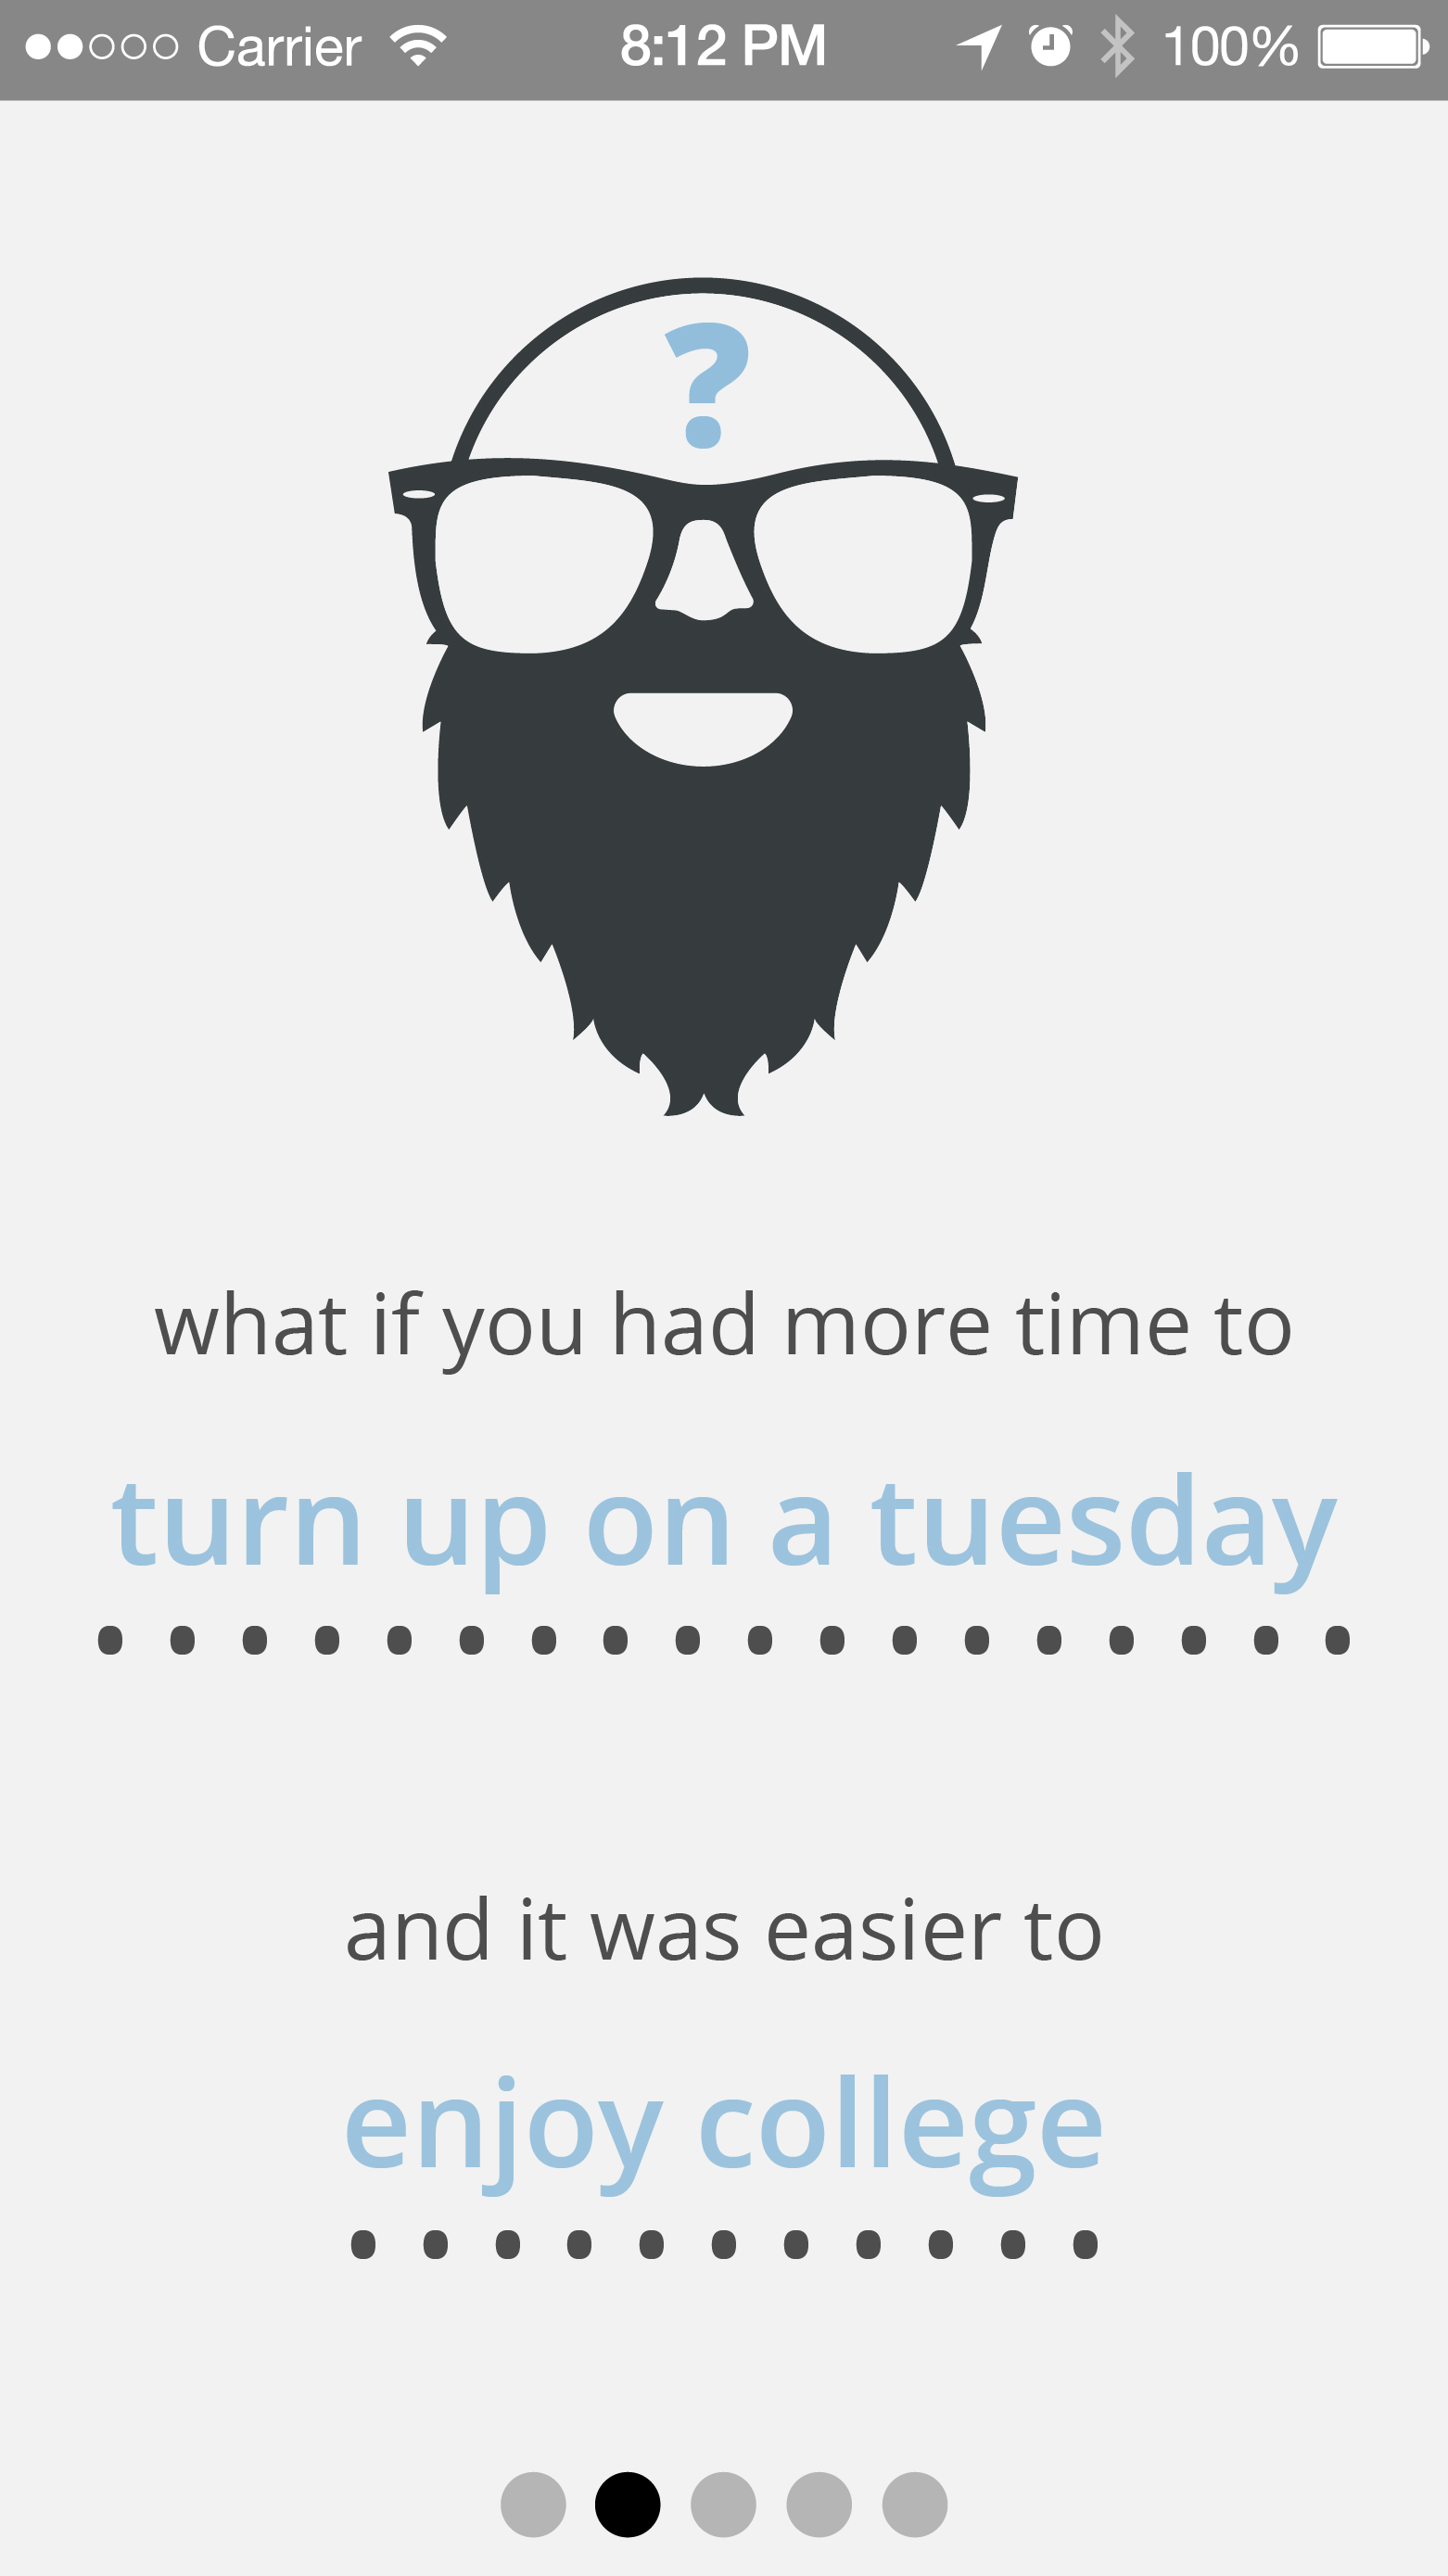 Carrier 8:12 PM 100%
?
what if you had more time to
turn up on a tuesday
and it was easier to
enjoy college